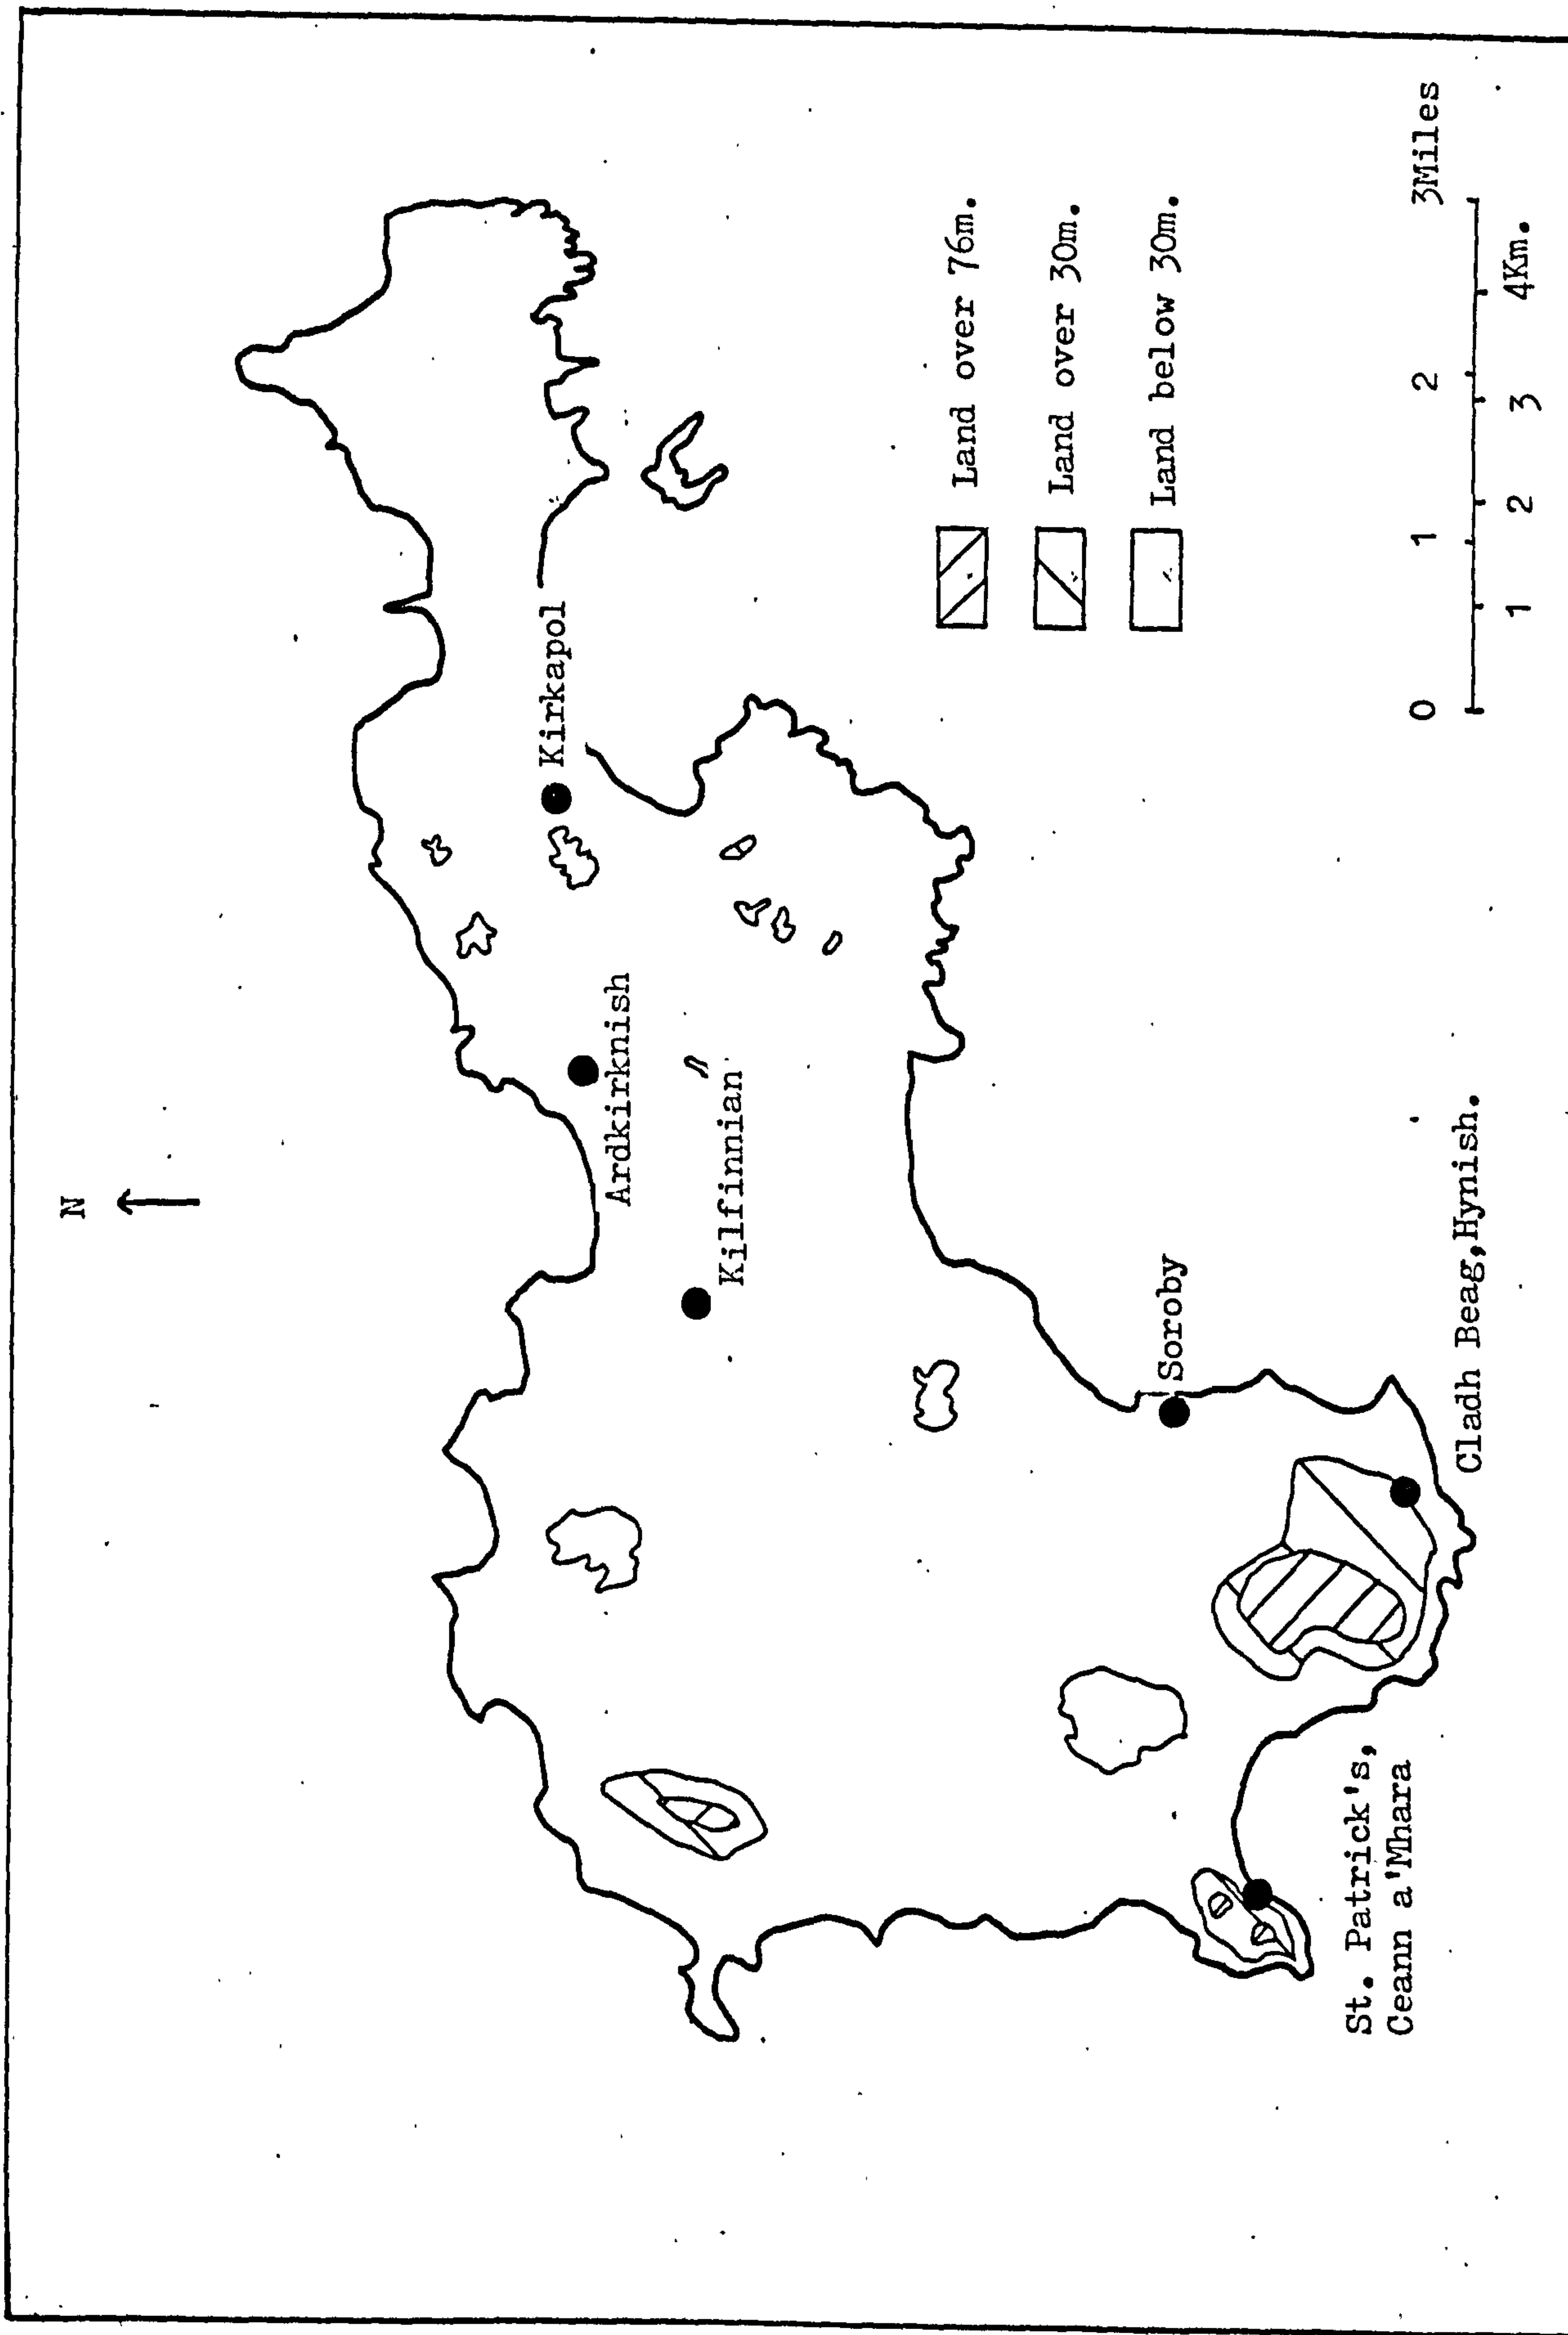 N
Kirkapol
Ardkirknish
Kilfinnian
Soroby
Cladh Beag,Hynish.
St. Patrick's,
Ceann a'Mhara
Land over 76m.
Land over 30m.
Land below 30m.
0 1 2 3Miles
1 2 3 4Km.